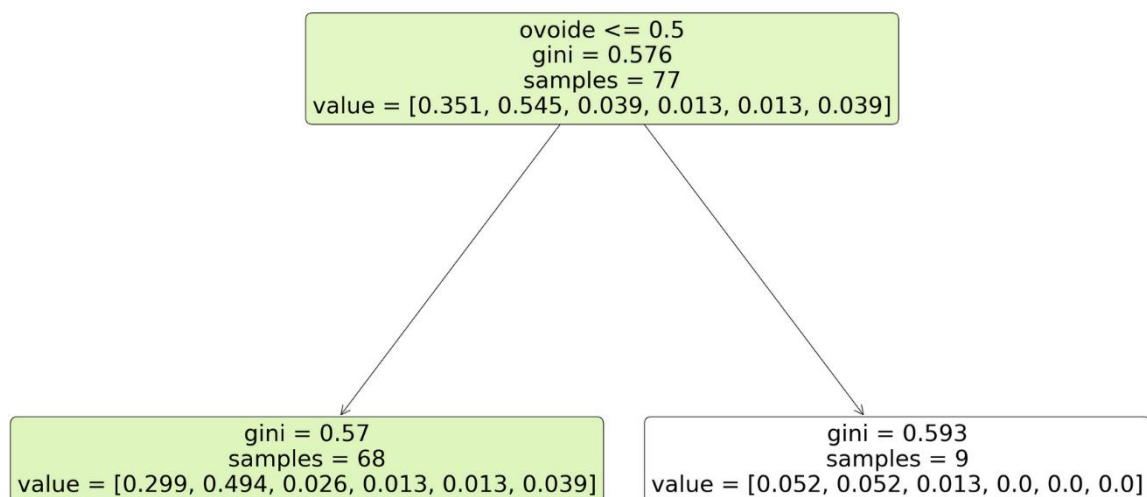 ovoide <= 0.5
gini = 0.576
samples = 77
value = [0.351, 0.545, 0.039, 0.013, 0.013, 0.039]
gini = 0.57
samples = 68
value = [0.299, 0.494, 0.026, 0.013, 0.013, 0.039]
gini = 0.593
samples = 9
value = [0.052, 0.052, 0.013, 0.0, 0.0, 0.0]